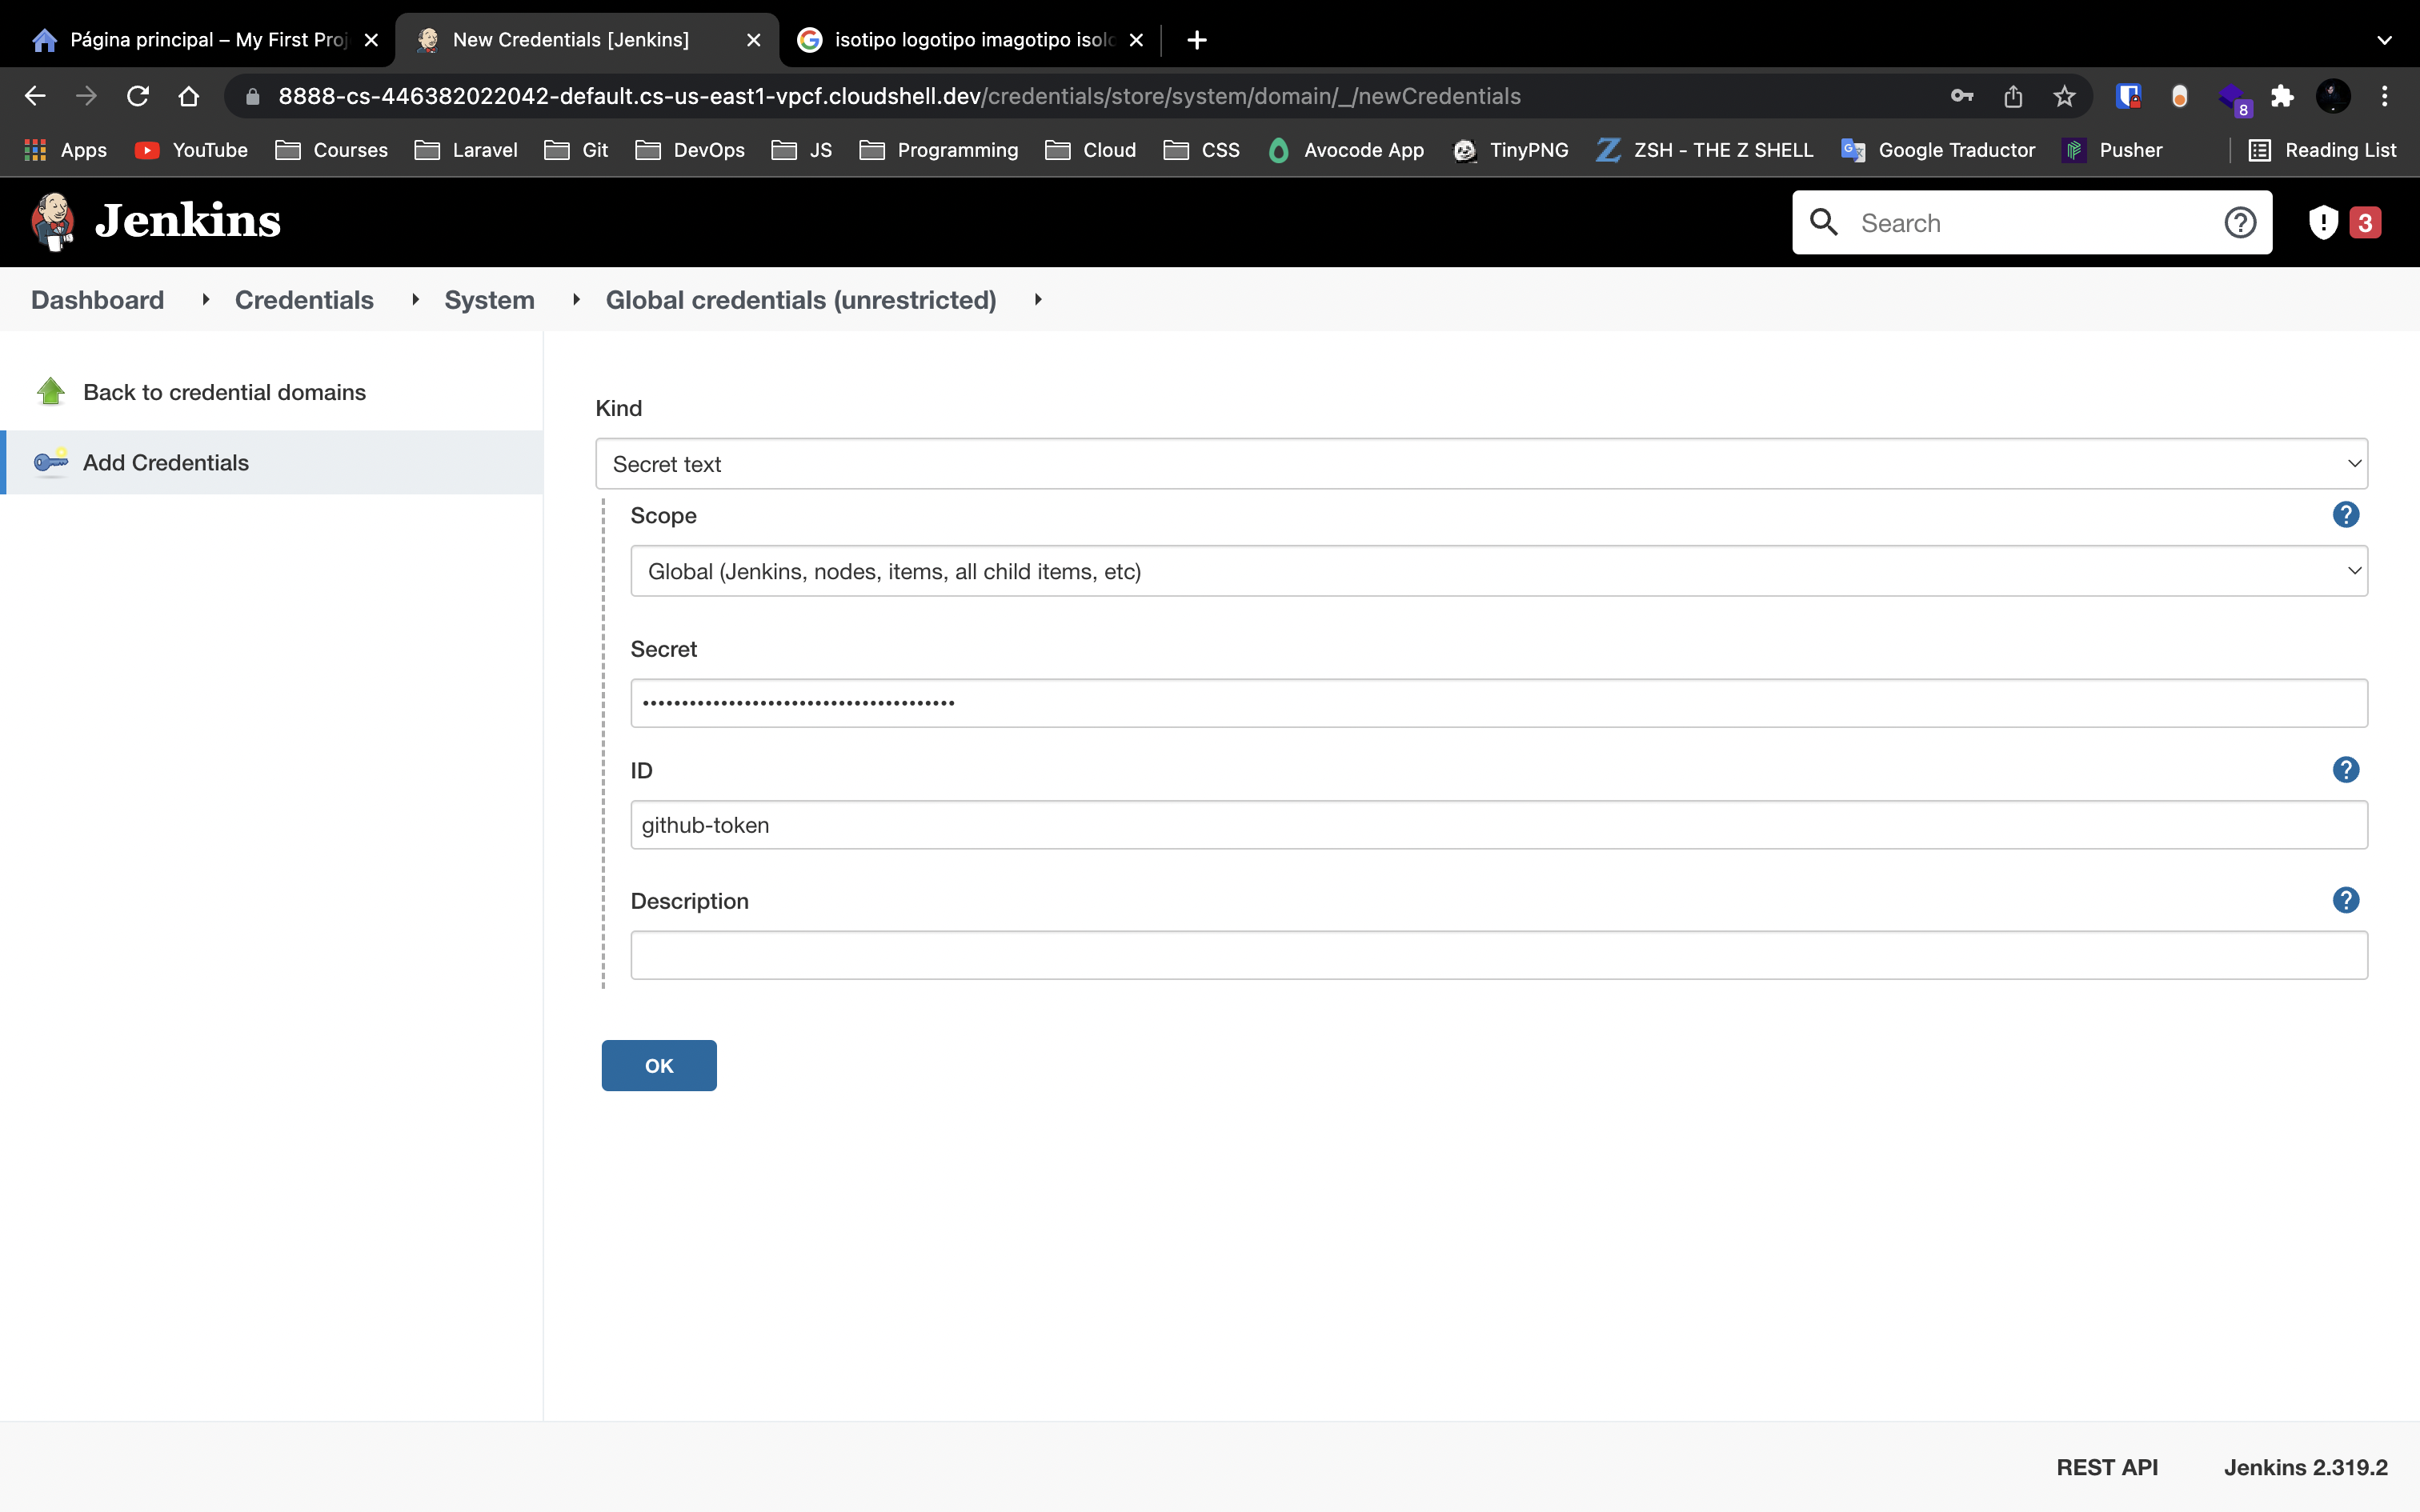 Página principal – My First Proj
New Credentials [Jenkins]
isotipo logotipo imagotipo isolo
8888-cs-446382022042-default.cs-us-east1-vpcf.cloudshell.dev/credentials/store/system/domain/_/newCredentials
8
Apps YouTube Courses Laravel Git DevOps JS Programming Cloud CSS Avocode App TinyPNG ZSH - THE Z SHELL Google Traductor Pusher Reading List
Jenkins
Search
3
Dashboard Credentials System Global credentials (unrestricted)
Back to credential domains
Add Credentials
Kind
Secret text
Scope
Global (Jenkins, nodes, items, all child items, etc)
Secret
••••••••••••••••••••••••••••••••••••••••
ID
github-token
Description
OK
REST API Jenkins 2.319.2